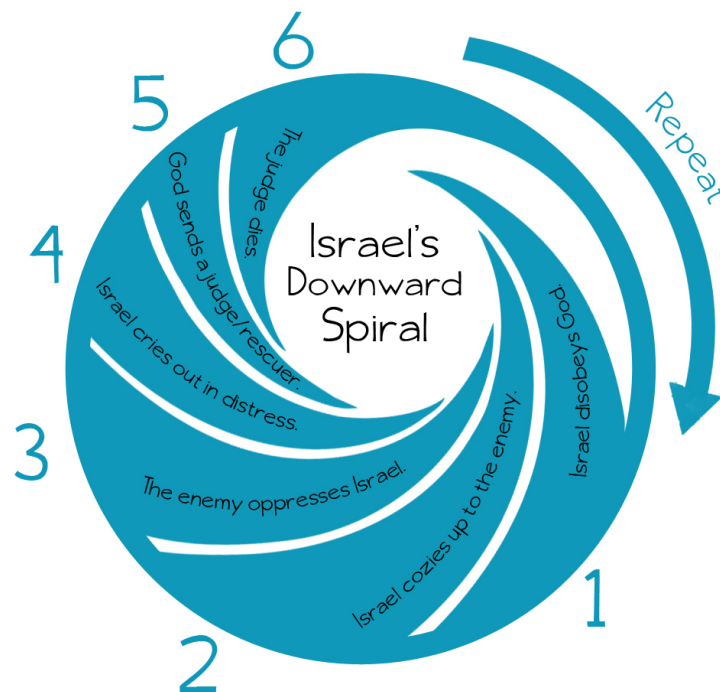 Israel's
Downward
Spiral
1
Israel disobeys God.
2
Israel cozies up to the enemy.
3
The enemy oppresses Israel.
4
Israel cries out in distress.
5
God sends a judge/rescuer.
6
The judge dies.
Repeat